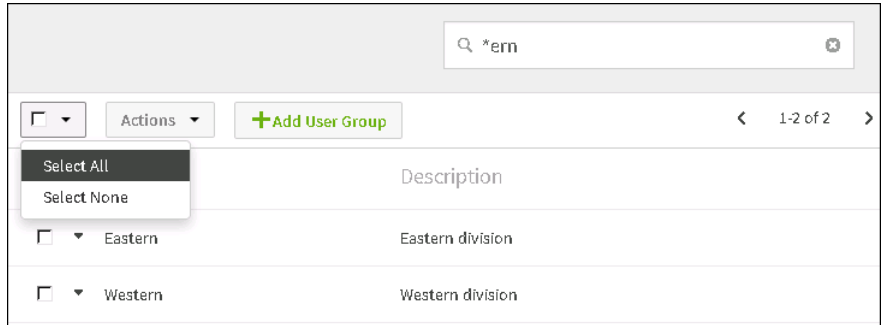 *ern
Actions
+Add User Group
1-2 of 2
Select All
Select None
Description
Eastern
Eastern division
Western
Western division